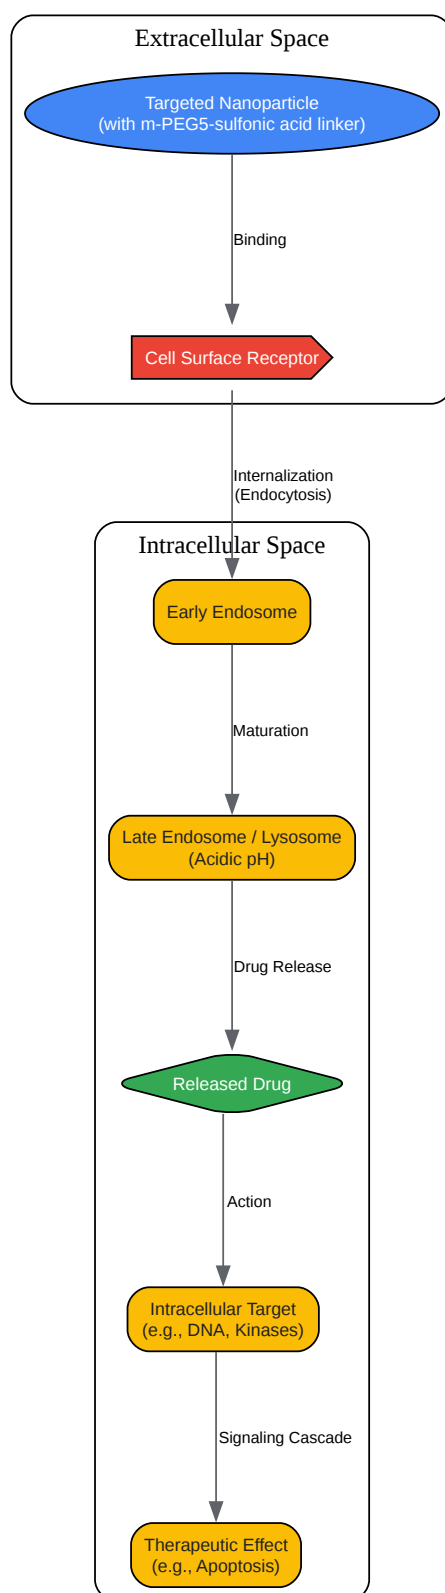 Extracellular Space
Targeted Nanoparticle
(with m-PEG5-sulfonic acid linker)
Binding
Cell Surface Receptor
Internalization
(Endocytosis)
Intracellular Space
Early Endosome
Maturation
Late Endosome / Lysosome
(Acidic pH)
Drug Release
Released Drug
Action
Intracellular Target
(e.g., DNA, Kinases)
Signaling Cascade
Therapeutic Effect
(e.g., Apoptosis)